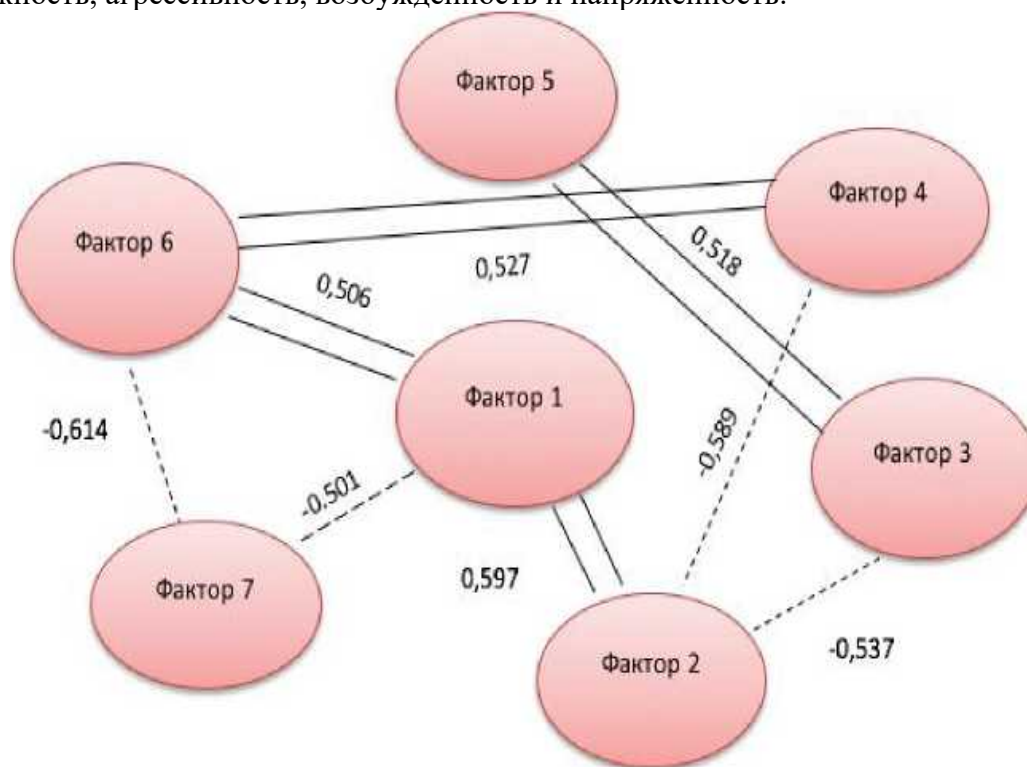 агрессивность, возбужденность и напряженность.
Фактор 5
Фактор 4
Фактор 6
0,518
0,527
0,506
Фактор 1
-0,589
Фактор 3
-0,614
-0,501
Фактор 7
0,597
Фактор 2
-0,537